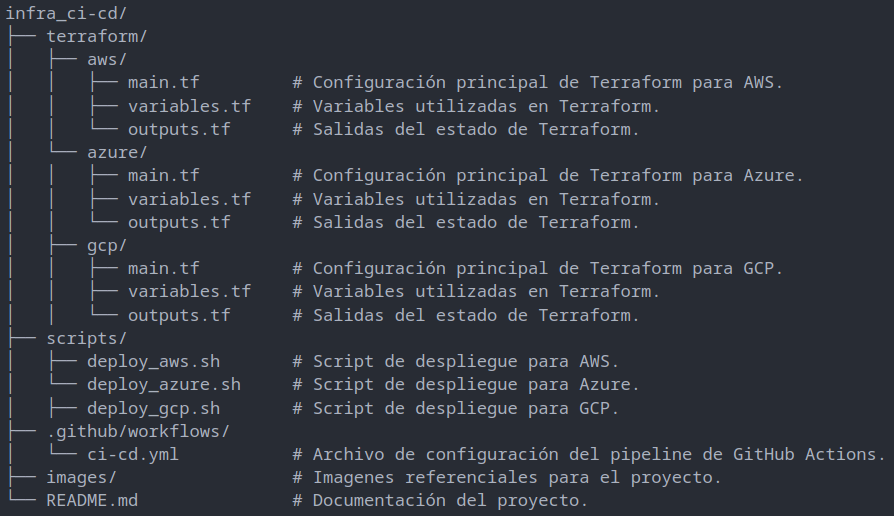 infra_ci-cd/
├── terraform/
│   ├── aws/
│   │   ├── main.tf         # Configuración principal de Terraform para AWS.
│   │   ├── variables.tf    # Variables utilizadas en Terraform.
│   │   └── outputs.tf      # Salidas del estado de Terraform.
│   └── azure/
│   │   ├── main.tf         # Configuración principal de Terraform para Azure.
│   │   ├── variables.tf    # Variables utilizadas en Terraform.
│   │   └── outputs.tf      # Salidas del estado de Terraform.
│   ├── gcp/
│   │   ├── main.tf         # Configuración principal de Terraform para GCP.
│   │   ├── variables.tf    # Variables utilizadas en Terraform.
│   │   └── outputs.tf      # Salidas del estado de Terraform.
├── scripts/
│   ├── deploy_aws.sh       # Script de despliegue para AWS.
│   └── deploy_azure.sh     # Script de despliegue para Azure.
│   ├── deploy_gcp.sh       # Script de despliegue para GCP.
├── .github/workflows/
│   └── ci-cd.yml           # Archivo de configuración del pipeline de GitHub Actions.
├── images/                 # Imagenes referenciales para el proyecto.
└── README.md               # Documentación del proyecto.